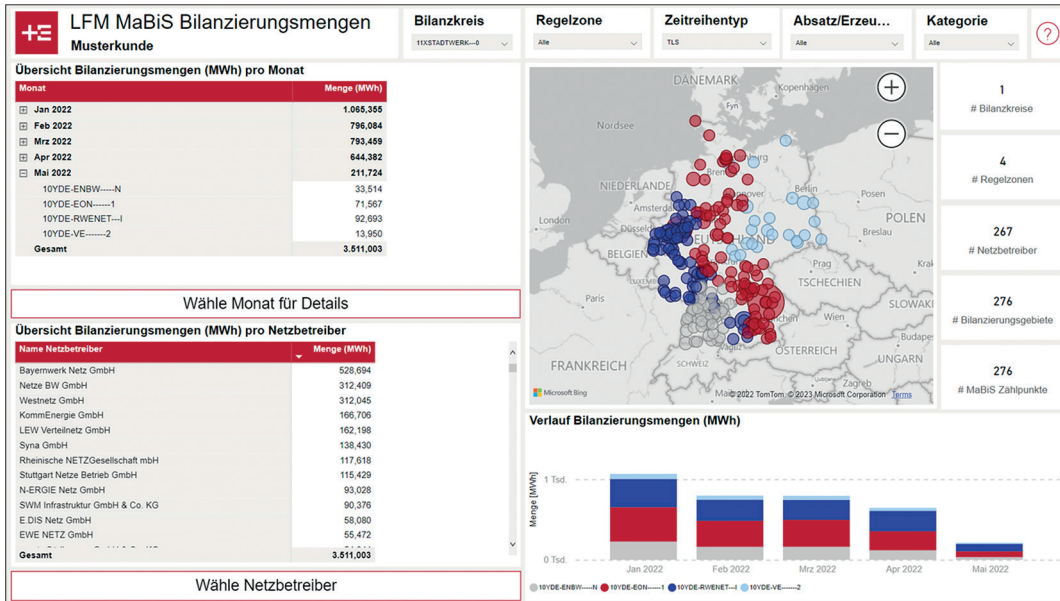 LFM MaBiS Bilanzierungsmengen
Musterkunde
Bilanzkreis
11XSTADTWERK---0
Regelzone
Alle
Zeitreihentyp
TLS
Absatz/Erzeu...
Alle
Kategorie
Alle
?
Übersicht Bilanzierungsmengen (MWh) pro Monat
Monat Menge (MWh)
Jan 2022 1.065,355
Feb 2022 796,084
Mrz 2022 793,459
Apr 2022 644,382
Mai 2022 211,724
10YDE-ENBW-----N 33,514
10YDE-EON------1 71,567
10YDE-RWENET---I 92,693
10YDE-VE-------2 13,950
Gesamt 3.511,003
Wähle Monat für Details
Übersicht Bilanzierungsmengen (MWh) pro Netzbetreiber
Name Netzbetreiber Menge (MWh)
Bayernwerk Netz GmbH 528,694
Netze BW GmbH 312,409
Westnetz GmbH 312,045
KommEnergie GmbH 166,706
LEW Verteilnetz GmbH 162,198
Syna GmbH 138,430
Rheinische NETZGesellschaft mbH 117,618
Stuttgart Netze Betrieb GmbH 115,429
N-ERGIE Netz GmbH 93,028
SWM Infrastruktur GmbH & Co. KG 90,376
E.DIS Netz GmbH 58,080
EWE NETZ GmbH 55,472
Gesamt 3.511,003
Wähle Netzbetreiber
DÄNEMARK
Kopenhagen
Fyn
Nordsee
NIEDERLANDE
Berlin
Posen
London
POLEN
Breslau
BELGIEN
Prag
TSCHECHIEN
Paris
Wien
SLOWAKI
Budape
ÖSTERREICH
UNGARN
FRANKREICH
SCHWEIZ
Vaduz
Zagreb
Microsoft Bing
© 2022 TomTom, © 2023 Microsoft Corporation Terms
1
# Bilanzkreise
4
# Regelzonen
267
# Netzbetreiber
276
# Bilanzierungsgebiete
276
# MaBiS Zählpunkte
Verlauf Bilanzierungsmengen (MWh)
Menge [MWh]
1 Tsd.
0 Tsd.
Jan 2022 Feb 2022 Mrz 2022 Apr 2022 Mai 2022
10YDE-ENBW-----N 10YDE-EON------1 10YDE-RWENET---I 10YDE-VE-------2